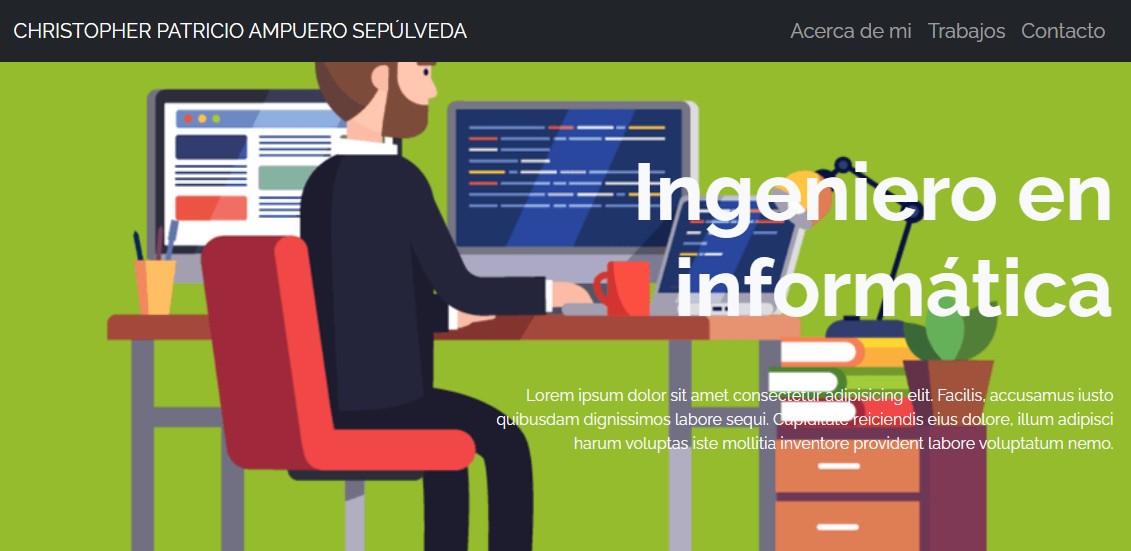 CHRISTOPHER PATRICIO AMPUERO SEPÚLVEDA
Acerca de mi Trabajos Contacto
Ingeniero en
informática
Lorem ipsum dolor sit amet consectetur adipisicing elit. Facilis, accusamus iusto
quibusdam dignissimos labore sequi. Cupiditate reiciendis eius dolore, illum adipisci
harum voluptas iste mollitia inventore provident labore voluptatum nemo.